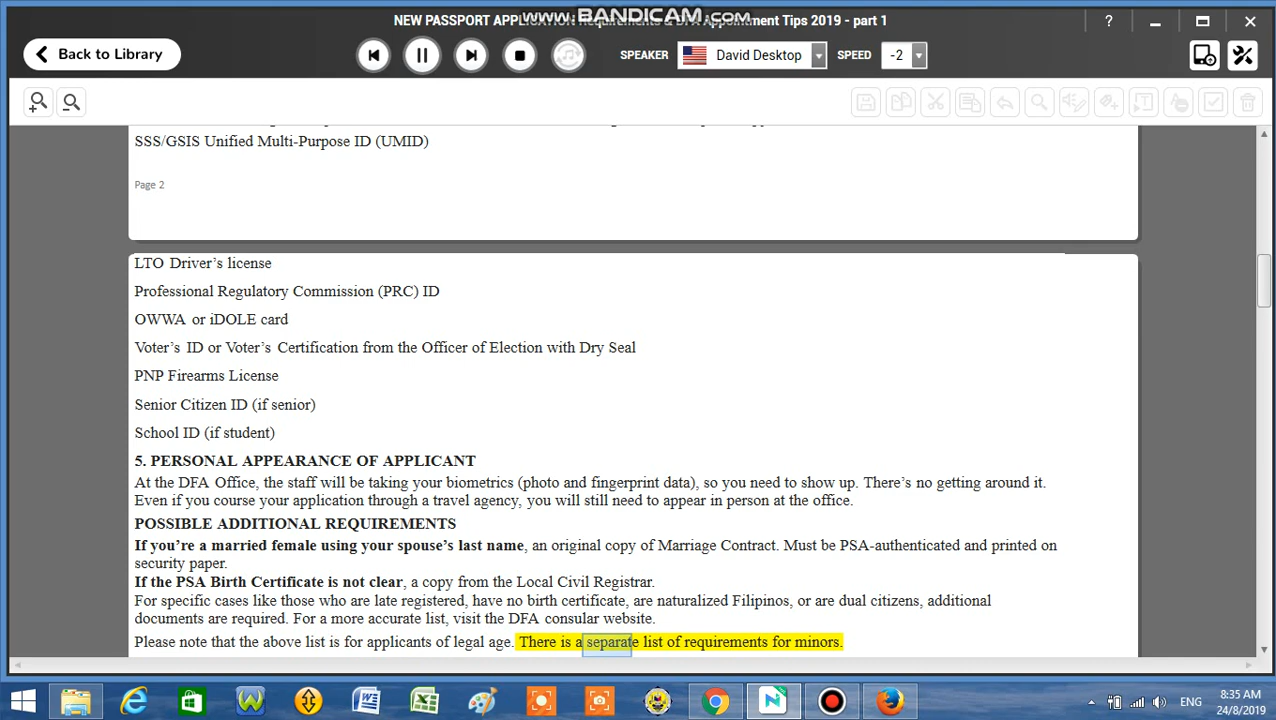 NEW PASSPORT APPLICATION Requirements & DFA Appointment Tips 2019 - part 1
www.BANDICAM.com
?
Back to Library
SPEAKER
David Desktop
SPEED
-2
SSS/GSIS Unified Multi-Purpose ID (UMID)
Page 2
LTO Driver’s license
Professional Regulatory Commission (PRC) ID
OWWA or iDOLE card
Voter’s ID or Voter’s Certification from the Officer of Election with Dry Seal
PNP Firearms License
Senior Citizen ID (if senior)
School ID (if student)
5. PERSONAL APPEARANCE OF APPLICANT
At the DFA Office, the staff will be taking your biometrics (photo and fingerprint data), so you need to show up. There’s no getting around it.
Even if you course your application through a travel agency, you will still need to appear in person at the office.
POSSIBLE ADDITIONAL REQUIREMENTS
If you’re a married female using your spouse’s last name, an original copy of Marriage Contract. Must be PSA-authenticated and printed on
security paper.
If the PSA Birth Certificate is not clear, a copy from the Local Civil Registrar.
For specific cases like those who are late registered, have no birth certificate, are naturalized Filipinos, or are dual citizens, additional
documents are required. For a more accurate list, visit the DFA consular website.
Please note that the above list is for applicants of legal age. There is a separate list of requirements for minors.
ENG
8:35 AM
24/8/2019